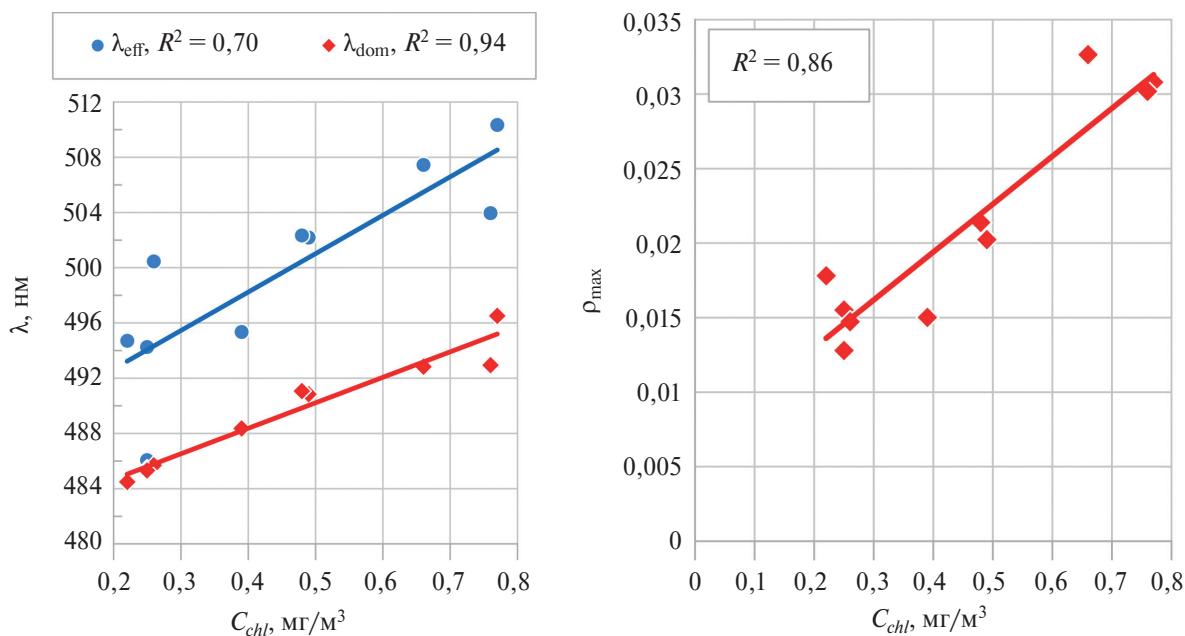 λeff, R² = 0,70 λdom, R² = 0,94
512
508
504
500
496
492
488
484
480
λ, нм
0,2 0,3 0,4 0,5 0,6 0,7 0,8
Cchl, мг/м³
R² = 0,86
0,035
0,03
0,025
0,02
0,015
0,01
0,005
0
ρmax
0 0,1 0,2 0,3 0,4 0,5 0,6 0,7 0,8
Cchl, мг/м³